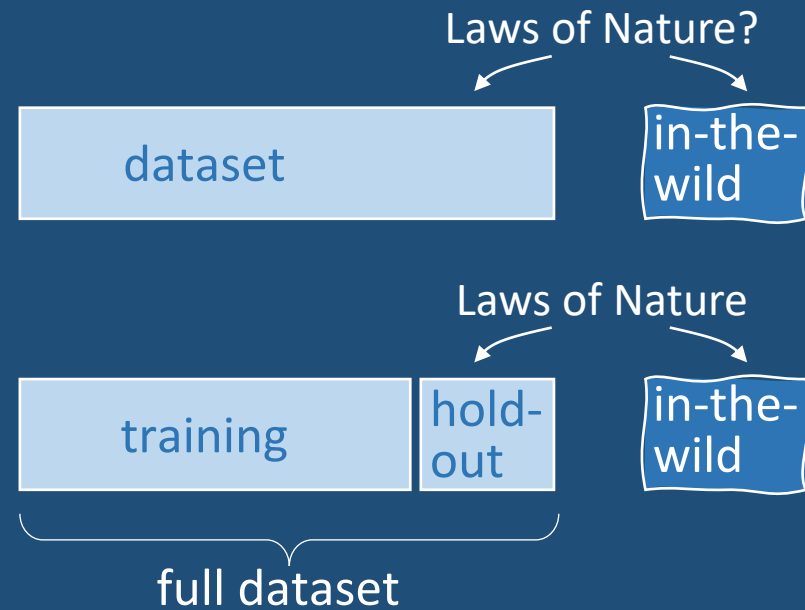 Laws of Nature?
dataset
in-the-
wild
Laws of Nature
training
hold-
out
in-the-
wild
full dataset